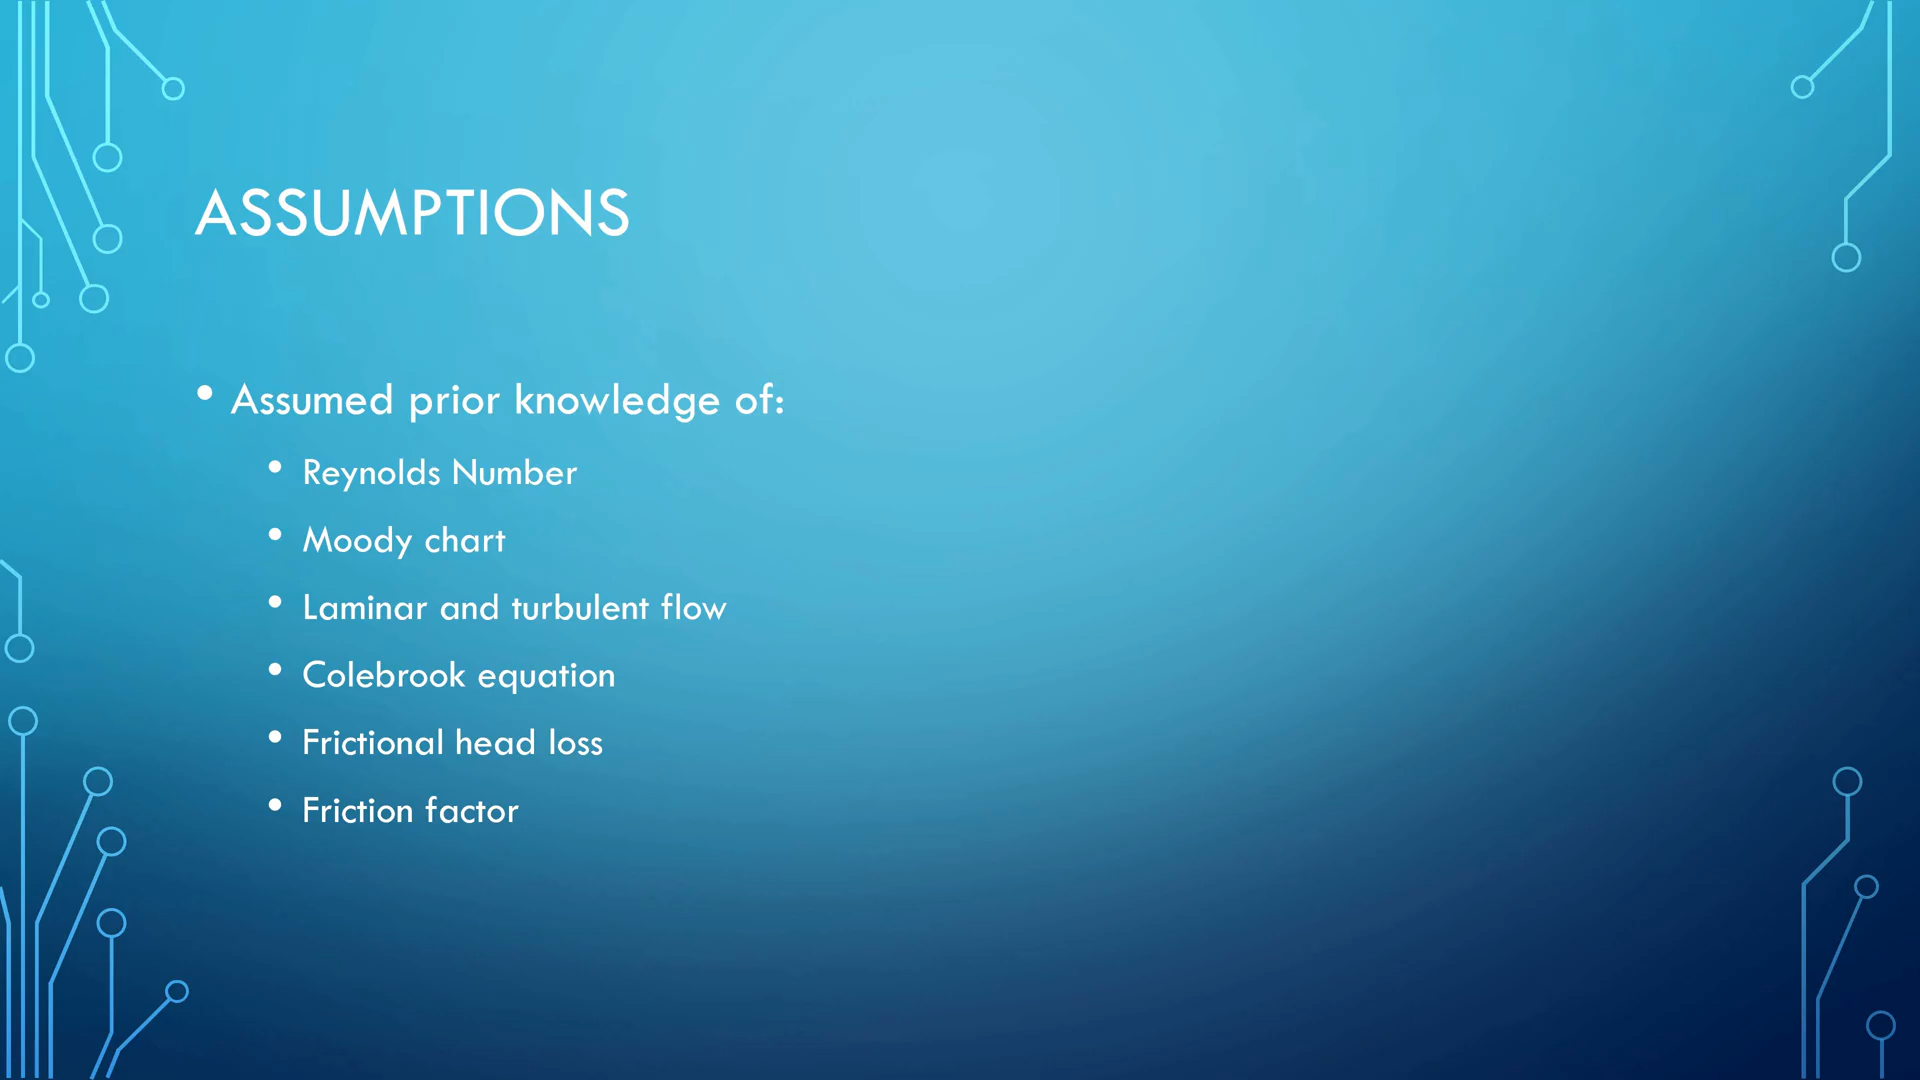 ASSUMPTIONS
• Assumed prior knowledge of:
• Reynolds Number
• Moody chart
• Laminar and turbulent flow
• Colebrook equation
• Frictional head loss
• Friction factor